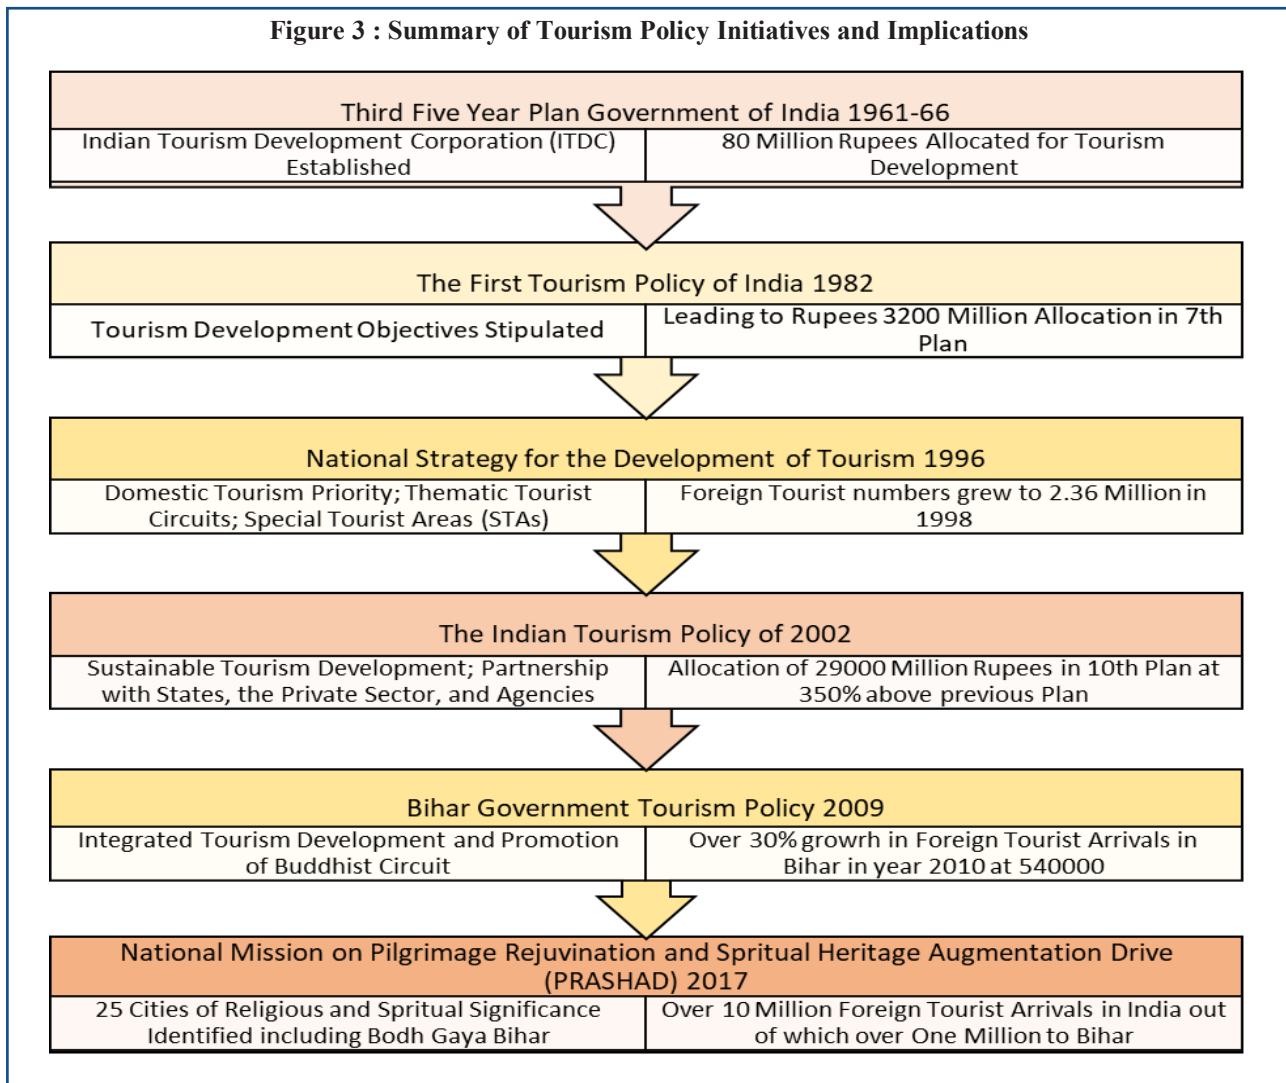 Figure 3 : Summary of Tourism Policy Initiatives and Implications
Third Five Year Plan Government of India 1961-66
Indian Tourism Development Corporation (ITDC)
Established
80 Million Rupees Allocated for Tourism
Development
The First Tourism Policy of India 1982
Tourism Development Objectives Stipulated
Leading to Rupees 3200 Million Allocation in 7th
Plan
National Strategy for the Development of Tourism 1996
Domestic Tourism Priority; Thematic Tourist
Circuits; Special Tourist Areas (STAs)
Foreign Tourist numbers grew to 2.36 Million in
1998
The Indian Tourism Policy of 2002
Sustainable Tourism Development; Partnership
with States, the Private Sector, and Agencies
Allocation of 29000 Million Rupees in 10th Plan at
350% above previous Plan
Bihar Government Tourism Policy 2009
Integrated Tourism Development and Promotion
of Buddhist Circuit
Over 30% growrh in Foreign Tourist Arrivals in
Bihar in year 2010 at 540000
National Mission on Pilgrimage Rejuvination and Spritual Heritage Augmentation Drive
(PRASHAD) 2017
25 Cities of Religious and Spritual Significance
Identified including Bodh Gaya Bihar
Over 10 Million Foreign Tourist Arrivals in India out
of which over One Million to Bihar